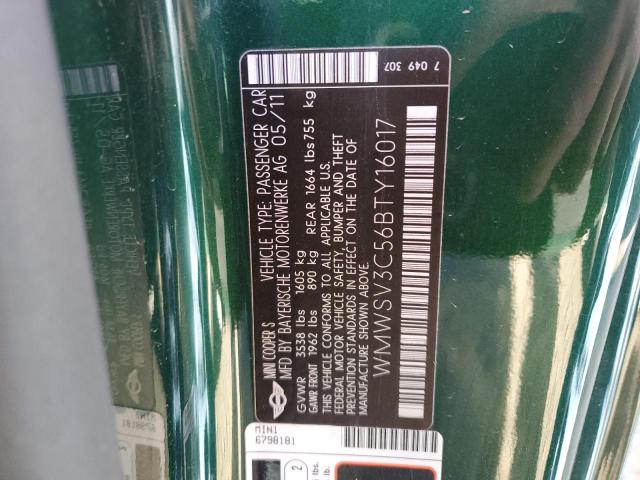 MINI COOPER S
VEHICLE TYPE: PASSENGER CAR
MFD BY BAYERISCHE MOTORENWERKE AG 05/11
GVWR 3538 lbs 1605 kg
GAWR FRONT 1962 lbs 890 kg REAR 1664 lbs 755 kg
THIS VEHICLE CONFORMS TO ALL APPLICABLE U.S.
FEDERAL MOTOR VEHICLE SAFETY, BUMPER AND THEFT
PREVENTION STANDARDS IN EFFECT ON THE DATE OF
MANUFACTURE SHOWN ABOVE.
WMWSV3C56BTY16017
7 049 307
MINI
6798181
2
lbs.